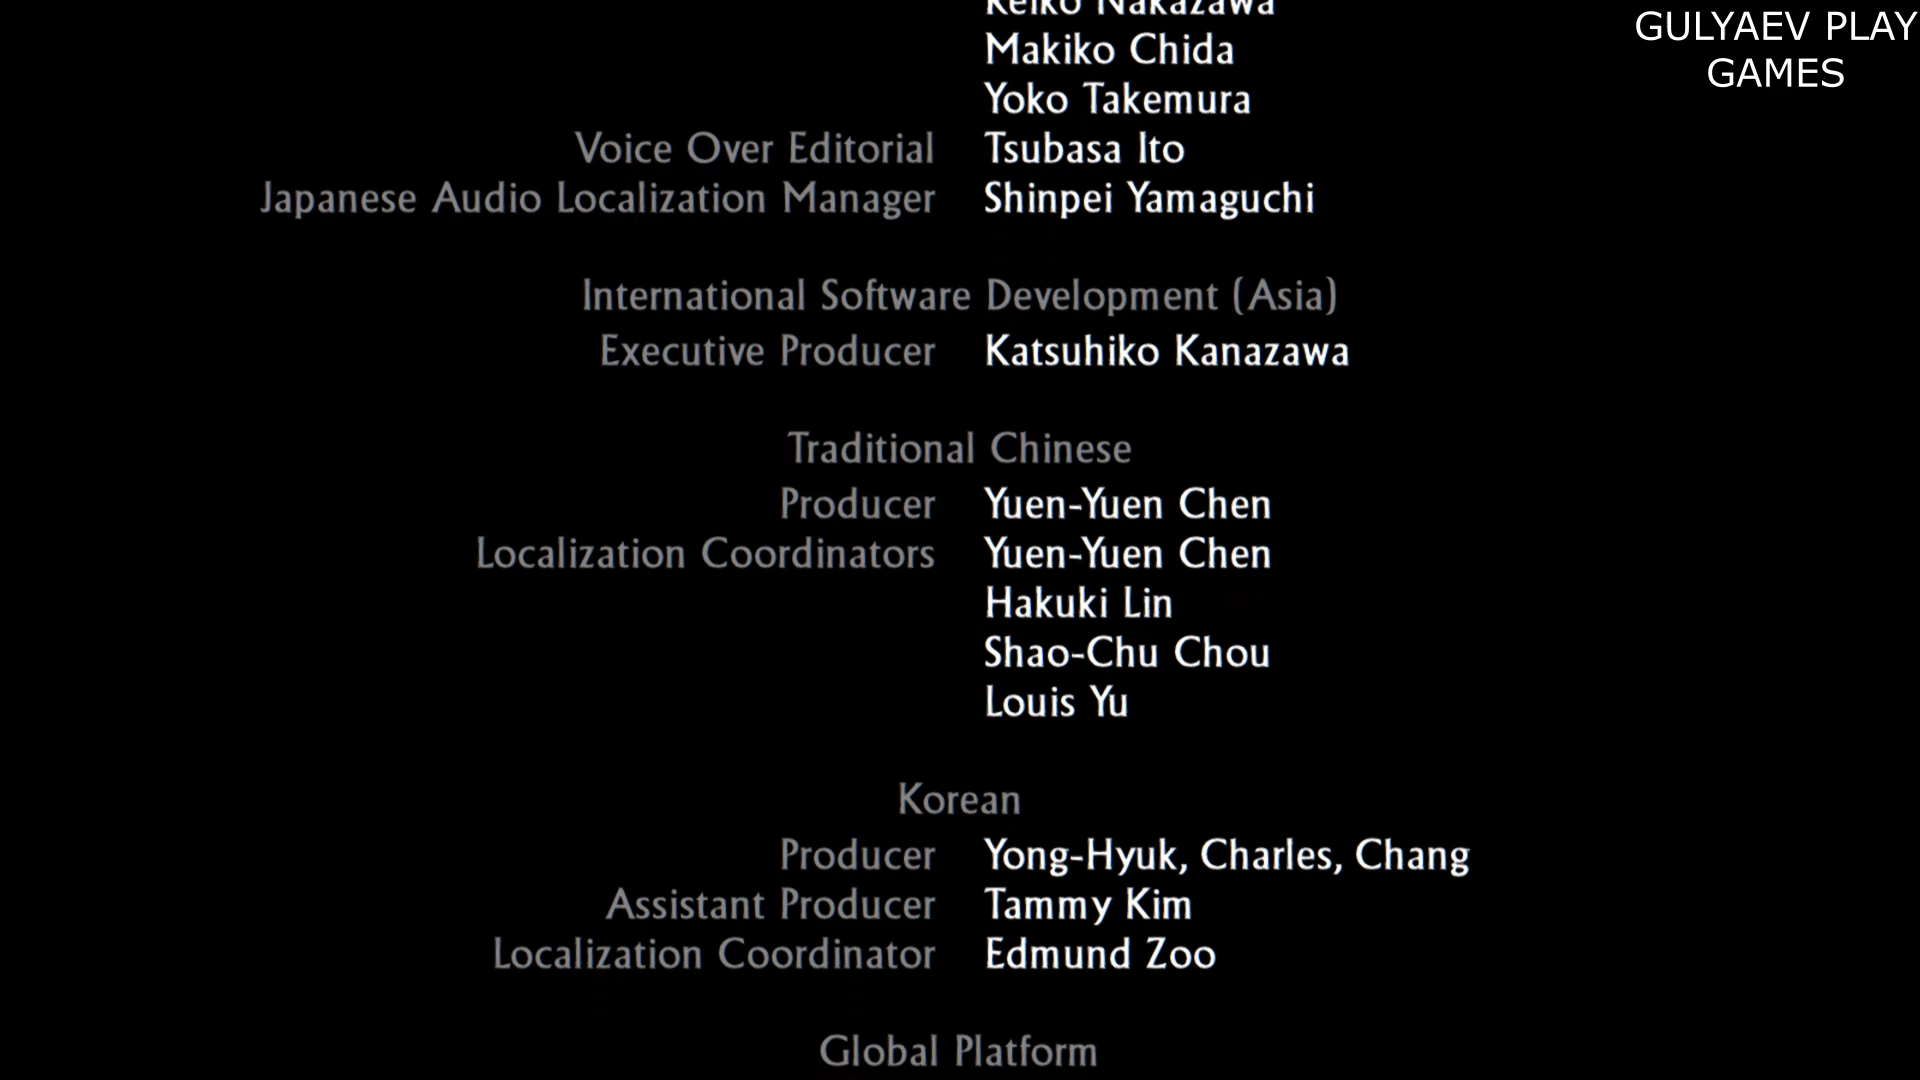 Keiko Nakazawa
GULYAEV PLAY
GAMES
Makiko Chida
Yoko Takemura
Voice Over Editorial Tsubasa Ito
Japanese Audio Localization Manager Shinpei Yamaguchi
International Software Development (Asia)
Executive Producer Katsuhiko Kanazawa
Traditional Chinese
Producer Yuen-Yuen Chen
Localization Coordinators Yuen-Yuen Chen
Hakuki Lin
Shao-Chu Chou
Louis Yu
Korean
Producer Yong-Hyuk, Charles, Chang
Assistant Producer Tammy Kim
Localization Coordinator Edmund Zoo
Global Platform